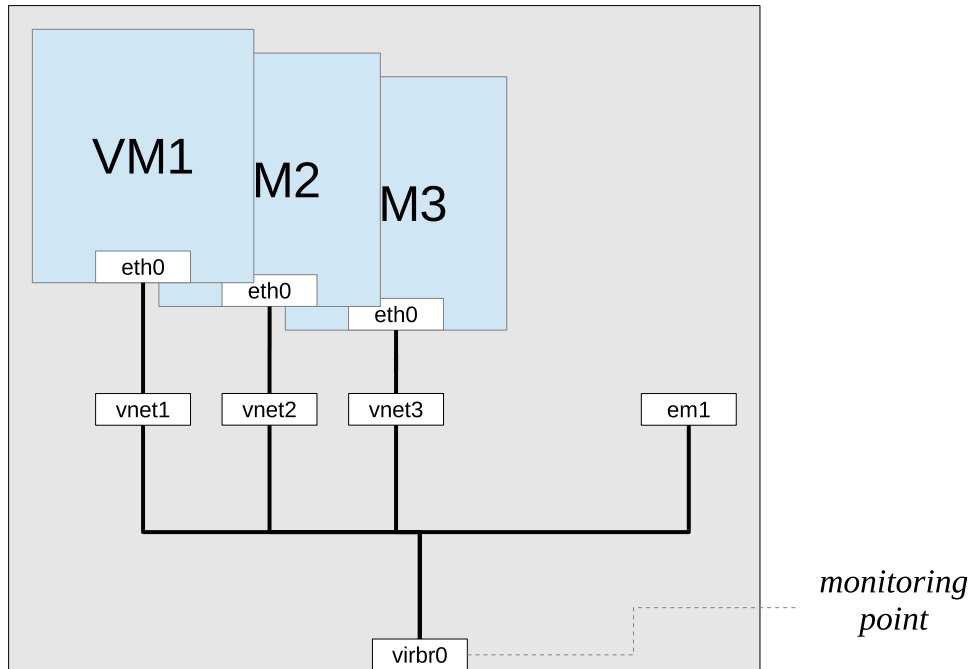 VM1
M2
M3
eth0
eth0
eth0
vnet1
vnet2
vnet3
em1
monitoring
point
virbr0